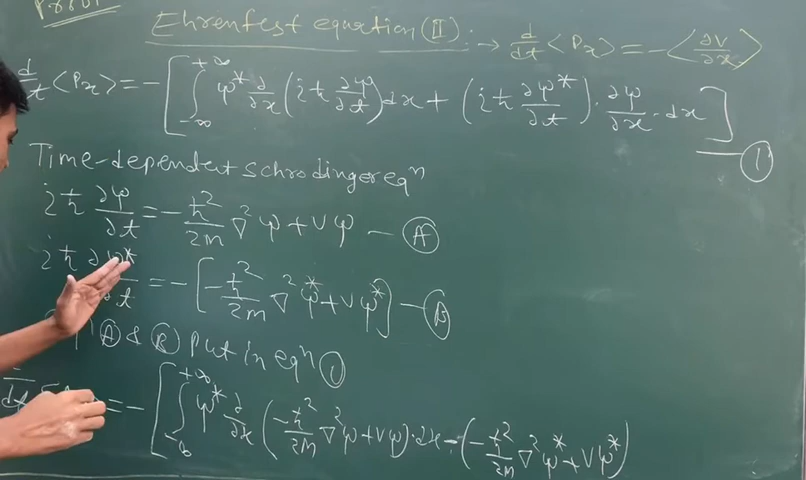 Proof
Ehrenfest equation (II) :→ d/dt <Px> = -<∂V/∂x>
d/dt <Px> = -[∫_{-∞}^{+∞} ψ* ∂/∂x (iħ ∂ψ/∂t) dx + (iħ ∂ψ*/∂t) · ∂ψ/∂x · dx] — (1)
Time-dependent schrodinger eqⁿ
iħ ∂ψ/∂t = -ħ²/2m ∇²ψ + Vψ — (A)
iħ ∂ψ*/∂t = -[-ħ²/2m ∇²ψ* + Vψ*] — (B)
(A) & (B) Put in eqⁿ (1)
= -[∫_{-∞}^{+∞} ψ* ∂/∂x (-ħ²/2m ∇²ψ + Vψ) · dx - (-ħ²/2m ∇²ψ* + Vψ*)